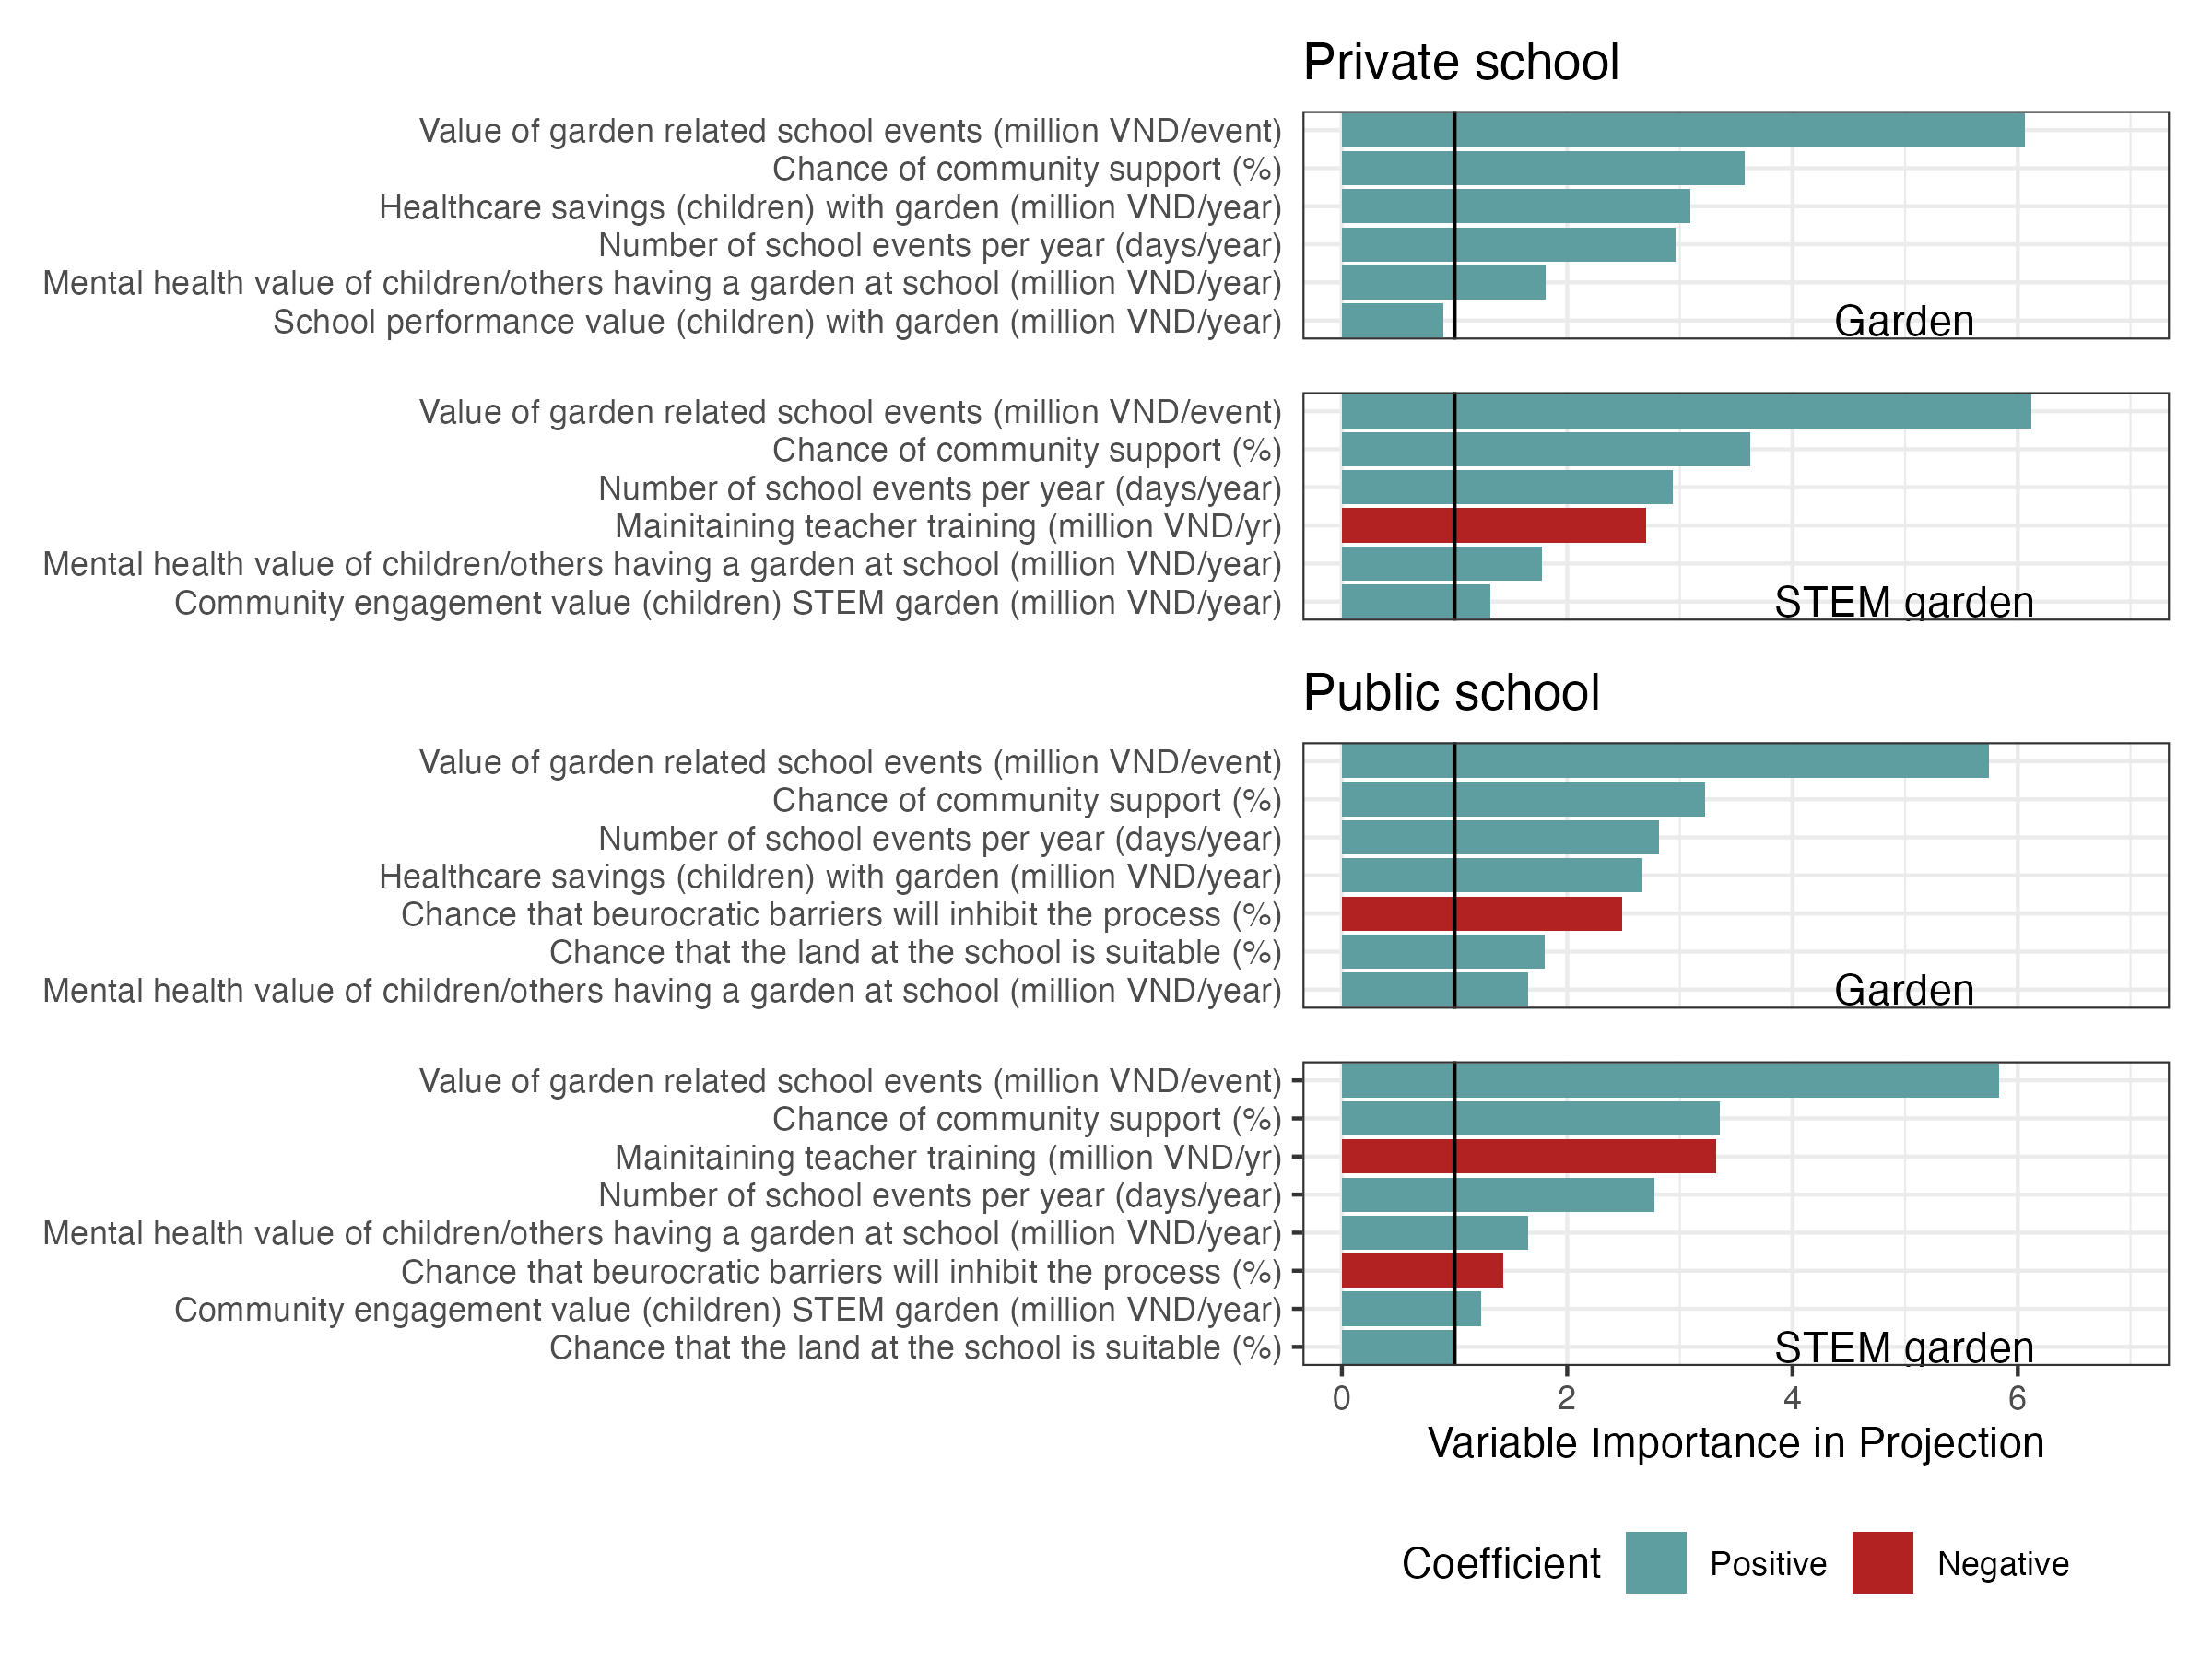 Private school
Value of garden related school events (million VND/event)
Chance of community support (%)
Healthcare savings (children) with garden (million VND/year)
Number of school events per year (days/year)
Mental health value of children/others having a garden at school (million VND/year)
School performance value (children) with garden (million VND/year)
Garden
Value of garden related school events (million VND/event)
Chance of community support (%)
Number of school events per year (days/year)
Mainitaining teacher training (million VND/yr)
Mental health value of children/others having a garden at school (million VND/year)
Community engagement value (children) STEM garden (million VND/year)
STEM garden
Public school
Value of garden related school events (million VND/event)
Chance of community support (%)
Number of school events per year (days/year)
Healthcare savings (children) with garden (million VND/year)
Chance that beurocratic barriers will inhibit the process (%)
Chance that the land at the school is suitable (%)
Mental health value of children/others having a garden at school (million VND/year)
Garden
Value of garden related school events (million VND/event)
Chance of community support (%)
Mainitaining teacher training (million VND/yr)
Number of school events per year (days/year)
Mental health value of children/others having a garden at school (million VND/year)
Chance that beurocratic barriers will inhibit the process (%)
Community engagement value (children) STEM garden (million VND/year)
Chance that the land at the school is suitable (%)
STEM garden
0 2 4 6
Variable Importance in Projection
Coefficient Positive Negative